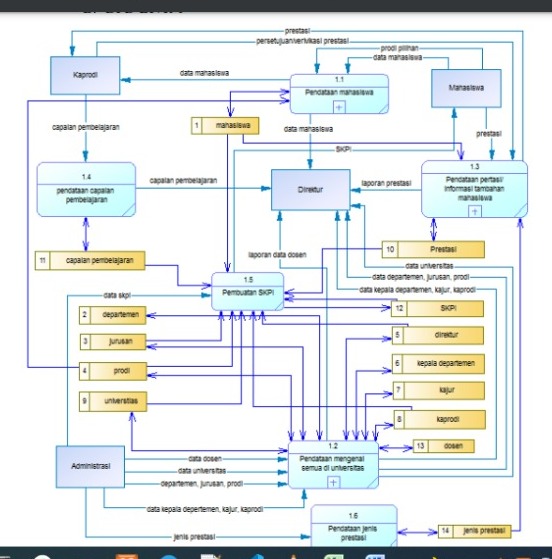 prestasi
persetujuan/verivikasi prestasi
prodi pilihan
data mahasiswa
data mahasiswa
Kaprodi
1.1
Pendataan mahasiswa
Mahasiswa
1 mahasiswa
data mahasiswa
capaian pembelajaran
prestasi
SKPI
1.4
pendataan capaian
pembelajaran
capaian pembelajaran
Direktur
laporan prestasi
1.3
Pendataan pertasi/
informasi tambahan
mahasiswa
10 Prestasi
laporan data dosen
11 capaian pembelajaran
data universitas
data departemen, jurusan, prodi
data kepala departemen, kajur, kaprodi
1.5
Pembuatan SKPI
data skpi
12 SKPI
2 departemen
3 jurusan
5 direktur
4 prodi
6 kepala departemen
7 kajur
9 universitas
8 kaprodi
13 dosen
Administrasi
1.2
Pendataan mengenai
semua di universitas
data dosen
data universitas
departemen, jurusan, prodi
data kepala depertemen, kajur, kaprodi
jenis prestasi
1.6
Pendataan jenis
prestasi
14 jenis prestasi